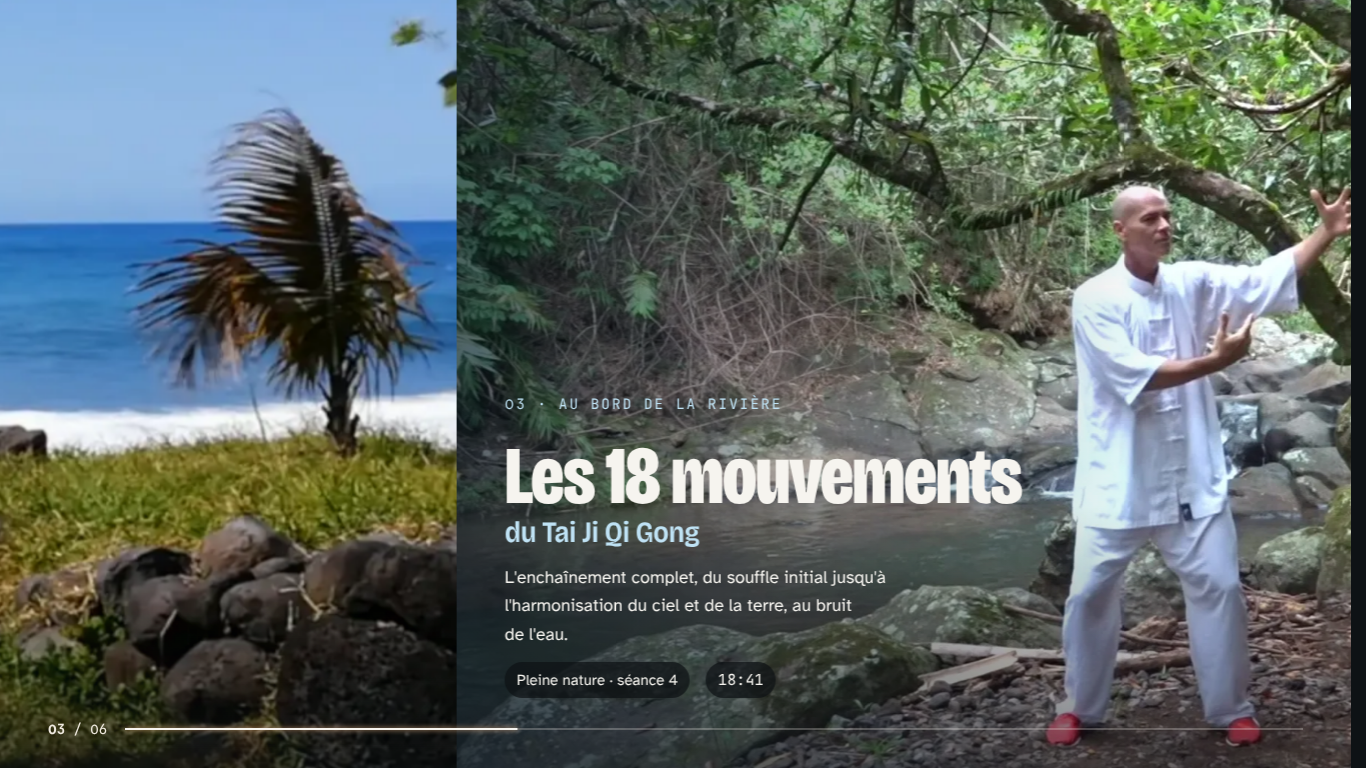 03 · AU BORD DE LA RIVIÈRE
Les 18 mouvements
du Tai Ji Qi Gong
L'enchaînement complet, du souffle initial jusqu'à
l'harmonisation du ciel et de la terre, au bruit
de l'eau.
Pleine nature · séance 4
18:41
03 / 06